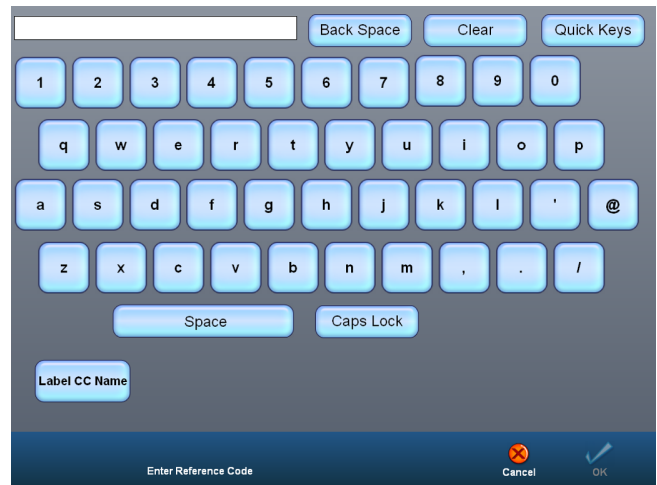 Back Space Clear Quick Keys
1 2 3 4 5 6 7 8 9 0
q w e r t y u i o p
a s d f g h j k l ' @
z x c v b n m , . /
Space Caps Lock
Label CC Name
Enter Reference Code Cancel OK